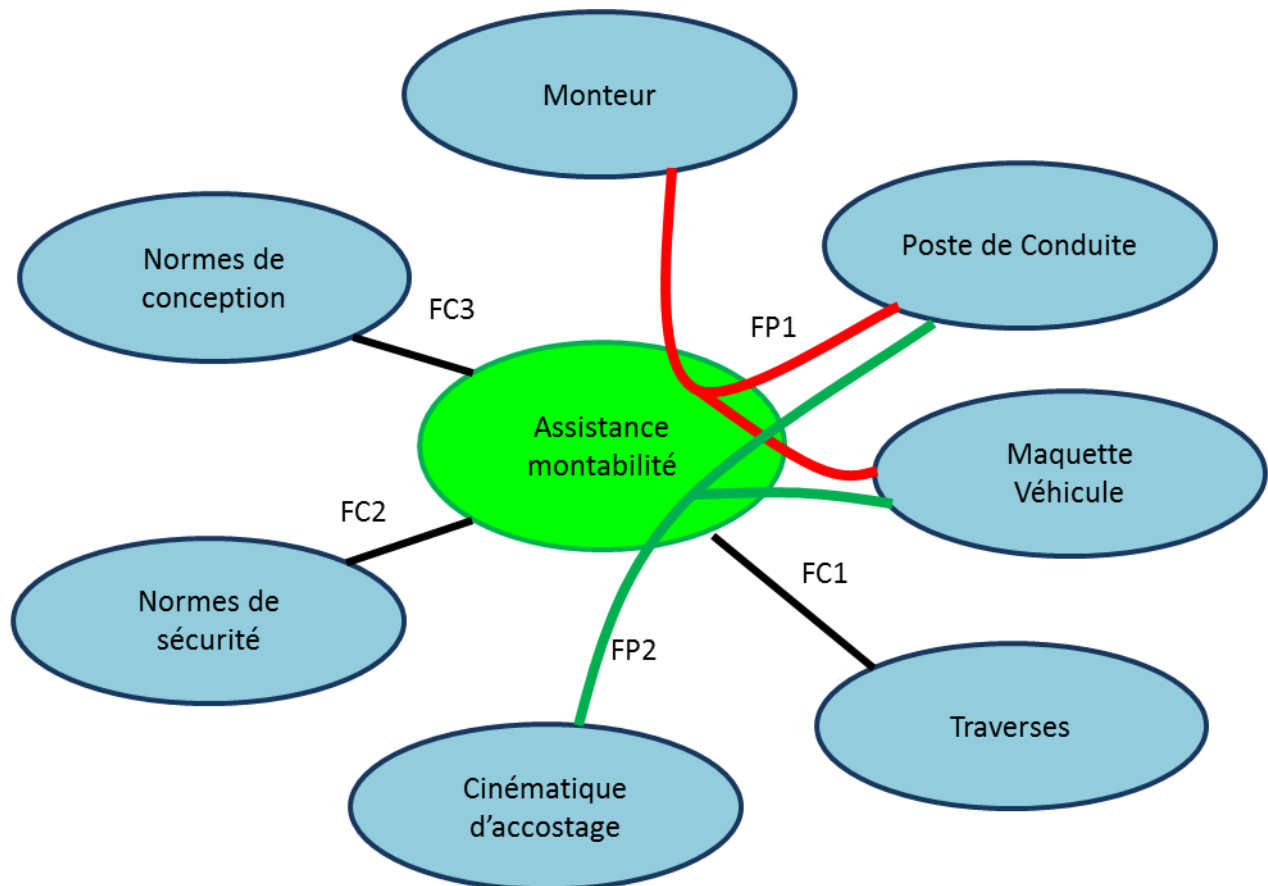 Monteur
Poste de Conduite
Normes de
conception
FC3
FP1
Assistance
montabilité
Maquette
Véhicule
FC2
FC1
Normes de
sécurité
FP2
Traverses
Cinématique
d’accostage